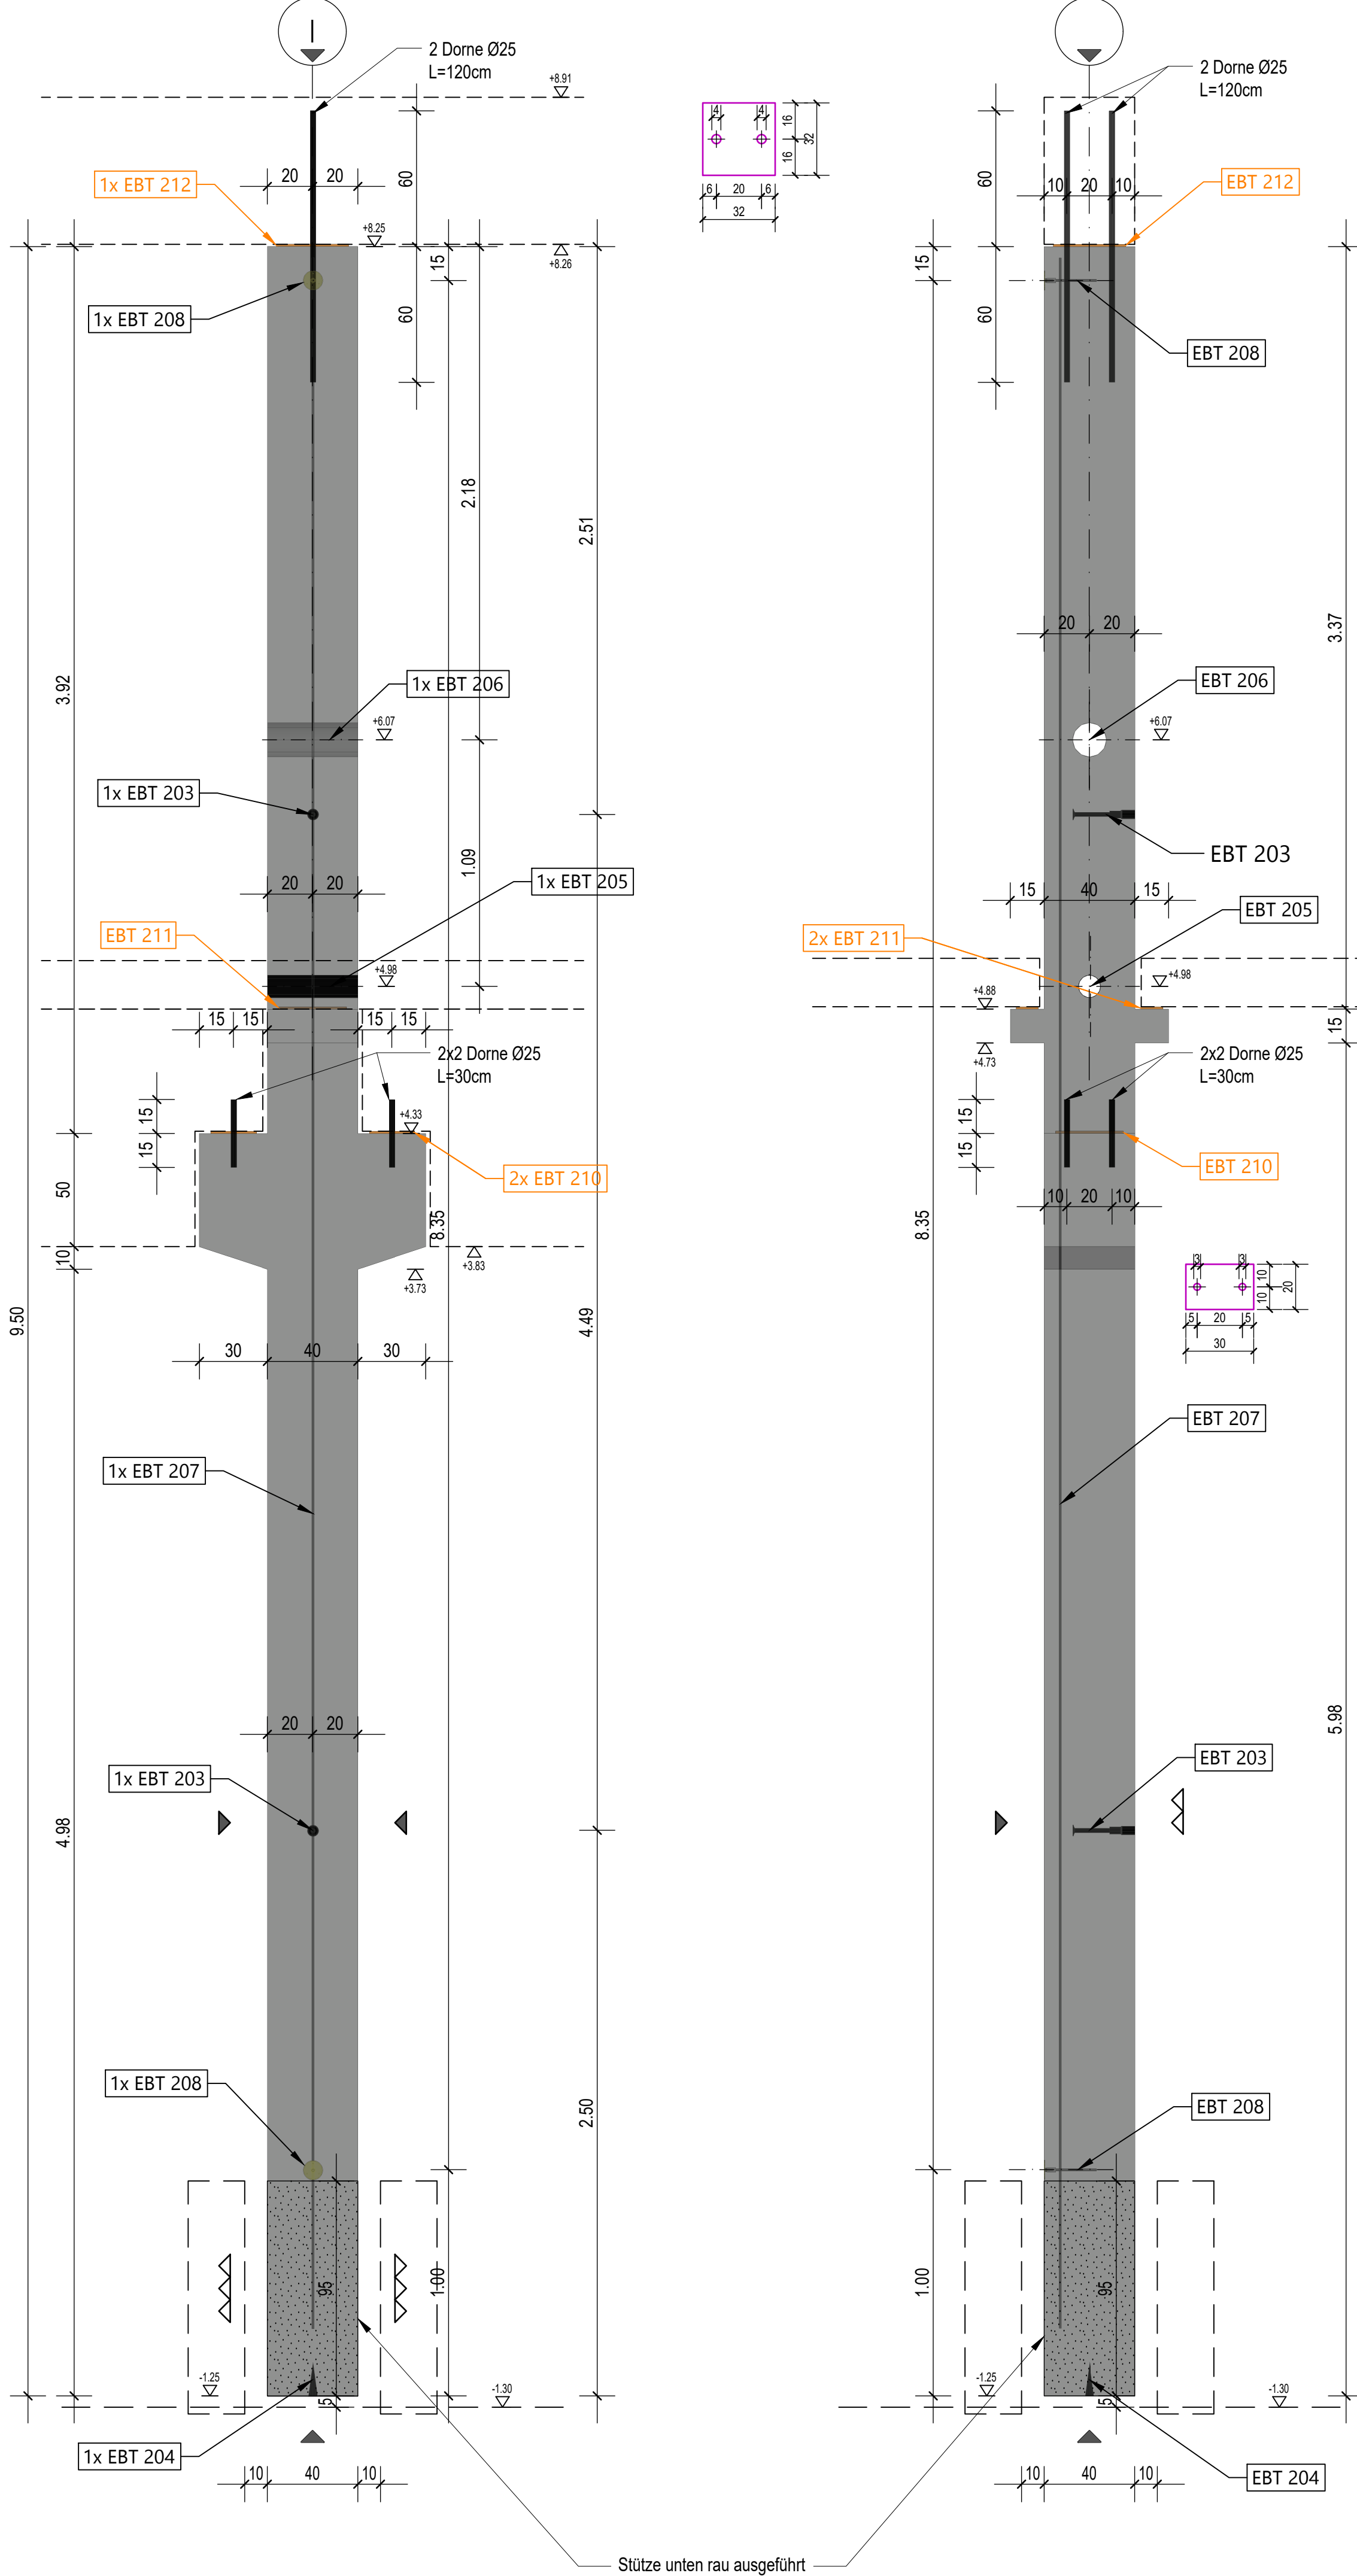 I
2 Dorne Ø25
L=120cm
+8.91
1x EBT 212
20
20
60
+8.25
+8.26
15
1x EBT 208
60
2.18
2.51
3.92
1x EBT 206
+6.07
1x EBT 203
1.09
20
20
1x EBT 205
EBT 211
+4.98
15
15
15
15
2x2 Dorne Ø25
L=30cm
15
15
+4.33
2x EBT 210
50
10
8.35
+3.83
+3.73
9.50
4.49
30
40
30
1x EBT 207
20
20
1x EBT 203
4.98
1x EBT 208
2.50
95
1.00
-1.25
-1.30
5
1x EBT 204
10
40
10
4
4
16
16
32
6
20
6
32
2 Dorne Ø25
L=120cm
60
10
20
10
EBT 212
15
60
EBT 208
3.37
20
20
EBT 206
+6.07
EBT 203
15
40
15
EBT 205
2x EBT 211
+4.98
+4.88
15
+4.73
2x2 Dorne Ø25
L=30cm
15
15
EBT 210
10
20
10
8.35
3
3
10
10
20
5
20
5
30
EBT 207
5.98
EBT 203
EBT 208
95
1.00
-1.25
-1.30
5
EBT 204
10
40
10
Stütze unten rau ausgeführt